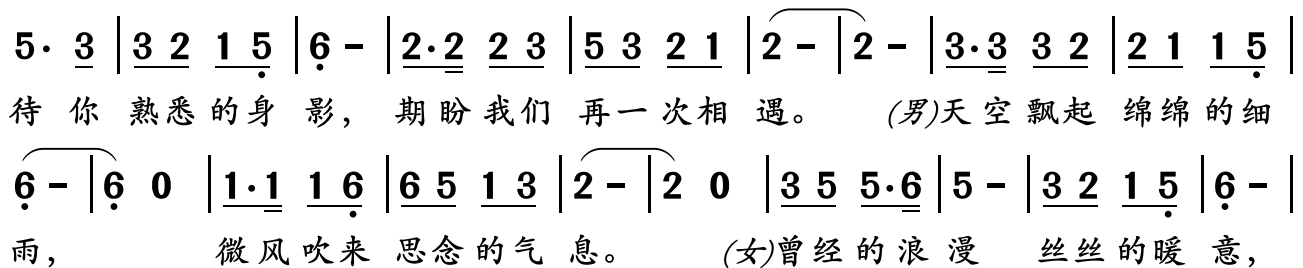 5· 3 | 3 2 1 5 | 6 – | 2·2 2 3 | 5 3 2 1 | 2 – | 2 – | 3·3 3 2 | 2 1 1 5 |
待 你 熟悉的身 影， 期盼我们 再一次相 遇。 (男)天空飘起 绵绵的细
6 – | 6 0 | 1·1 1 6 | 6 5 1 3 | 2 – | 2 0 | 3 5 5·6 | 5 – | 3 2 1 5 | 6 – |
雨， 微风吹来 思念的气 息。 (女)曾经的浪 漫 丝丝的暖 意，